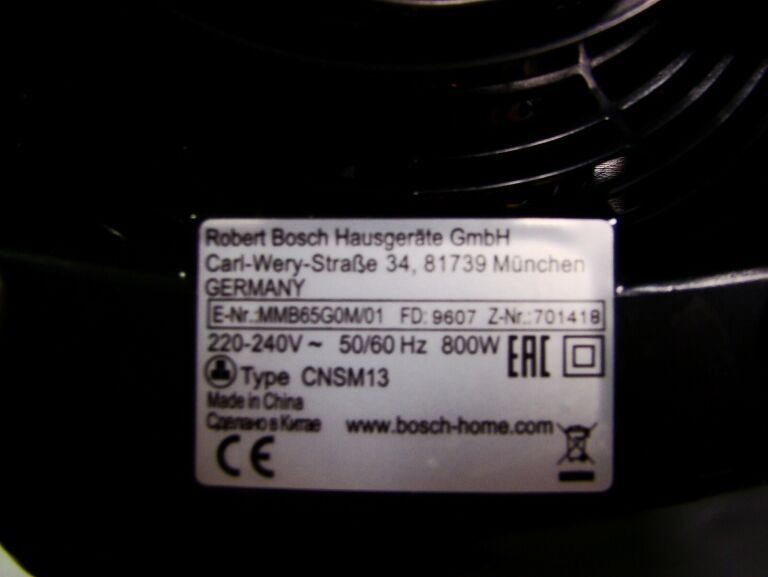 Robert Bosch Hausgeräte GmbH
Carl-Wery-Straße 34, 81739 München
GERMANY
E-Nr.:MMB65G0M/01 FD: 9607 Z-Nr.:701418
220-240V ~ 50/60 Hz 800W EAC
Type CNSM13
Made in China
Сделано в Китае www.bosch-home.com
CE